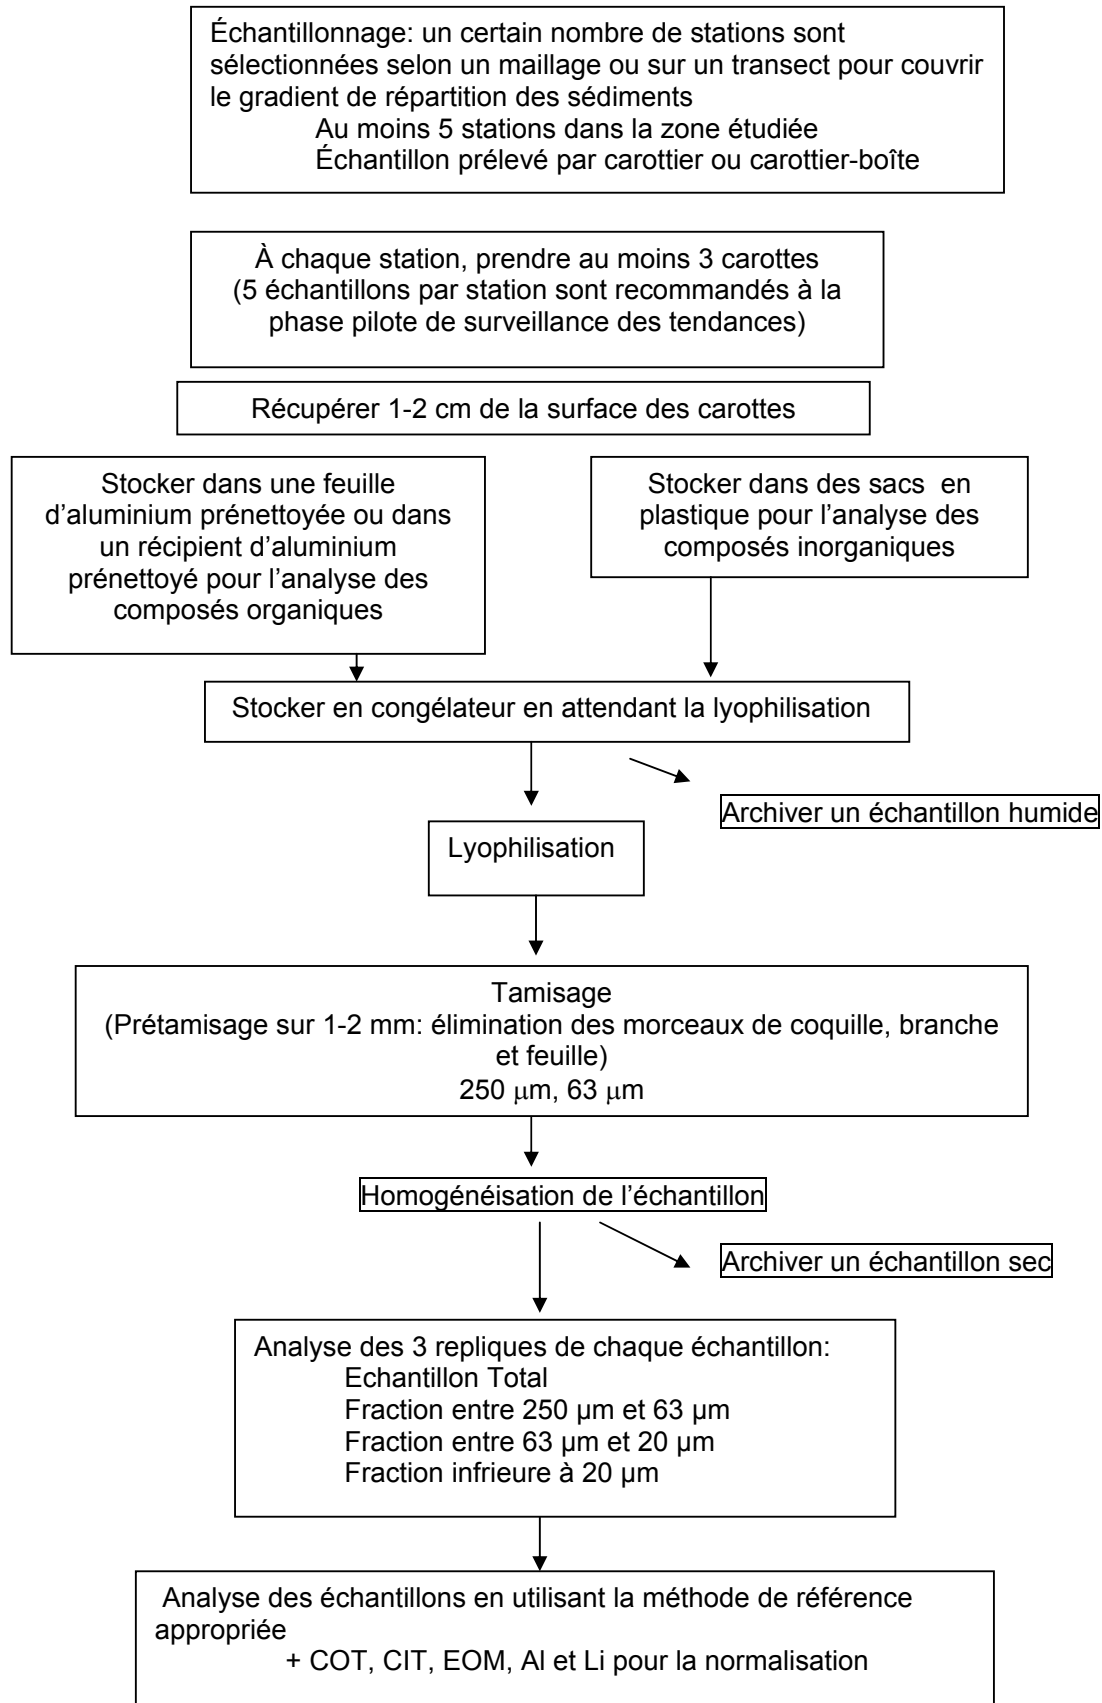 Échantillonnage: un certain nombre de stations sont
sélectionnées selon un maillage ou sur un transect pour couvrir
le gradient de répartition des sédiments
Au moins 5 stations dans la zone étudiée
Échantillon prélevé par carottier ou carottier-boîte
À chaque station, prendre au moins 3 carottes
(5 échantillons par station sont recommandés à la
phase pilote de surveillance des tendances)
Récupérer 1-2 cm de la surface des carottes
Stocker dans une feuille
d'aluminium prénettoyée ou dans
un récipient d'aluminium
prénettoyé pour l'analyse des
composés organiques
Stocker dans des sacs en
plastique pour l'analyse des
composés inorganiques
Stocker en congélateur en attendant la lyophilisation
Archiver un échantillon humide
Lyophilisation
Tamisage
(Prétamisage sur 1-2 mm: élimination des morceaux de coquille, branche
et feuille)
250 μm, 63 μm
Homogénéisation de l'échantillon
Archiver un échantillon sec
Analyse des 3 repliques de chaque échantillon:
Echantillon Total
Fraction entre 250 µm et 63 µm
Fraction entre 63 µm et 20 µm
Fraction infrieure à 20 µm
Analyse des échantillons en utilisant la méthode de référence
appropriée
+ COT, CIT, EOM, Al et Li pour la normalisation